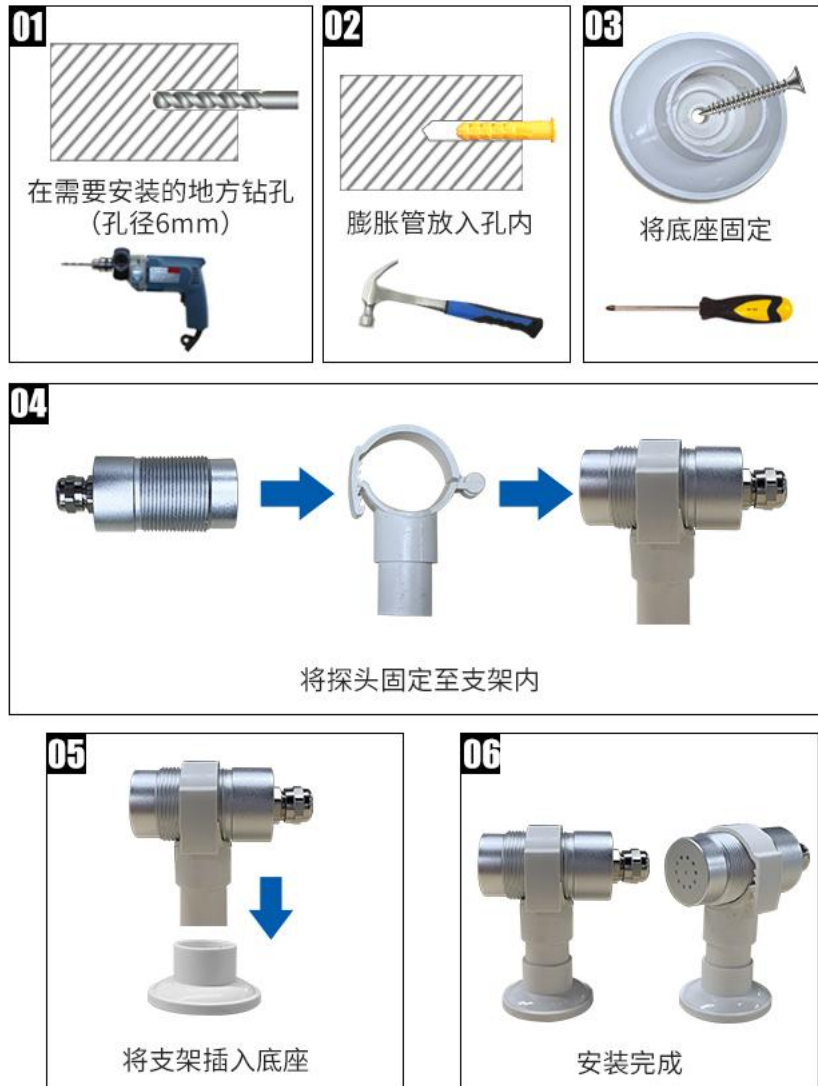 01
在需要安装的地方钻孔
（孔径6mm）
02
膨胀管放入孔内
03
将底座固定
04
将探头固定至支架内
05
将支架插入底座
06
安装完成